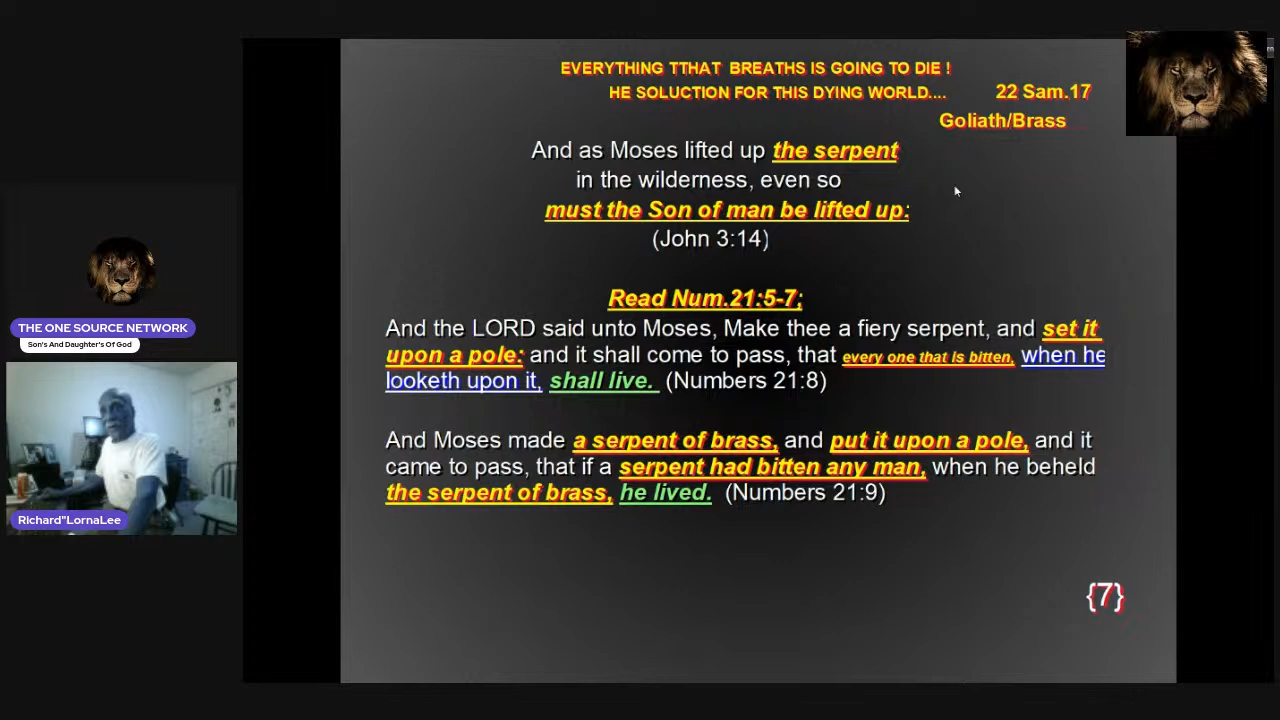 EVERYTHING TTHAT BREATHS IS GOING TO DIE !
HE SOLUCTION FOR THIS DYING WORLD.... 22 Sam.17
Goliath/Brass
And as Moses lifted up the serpent
in the wilderness, even so
must the Son of man be lifted up:
(John 3:14)
Read Num.21:5-7;
And the LORD said unto Moses, Make thee a fiery serpent, and set it
upon a pole: and it shall come to pass, that every one that is bitten, when he
looketh upon it, shall live. (Numbers 21:8)
And Moses made a serpent of brass, and put it upon a pole, and it
came to pass, that if a serpent had bitten any man, when he beheld
the serpent of brass, he lived. (Numbers 21:9)
{7}
THE ONE SOURCE NETWORK
Son's And Daughter's Of God
Richard"LornaLee